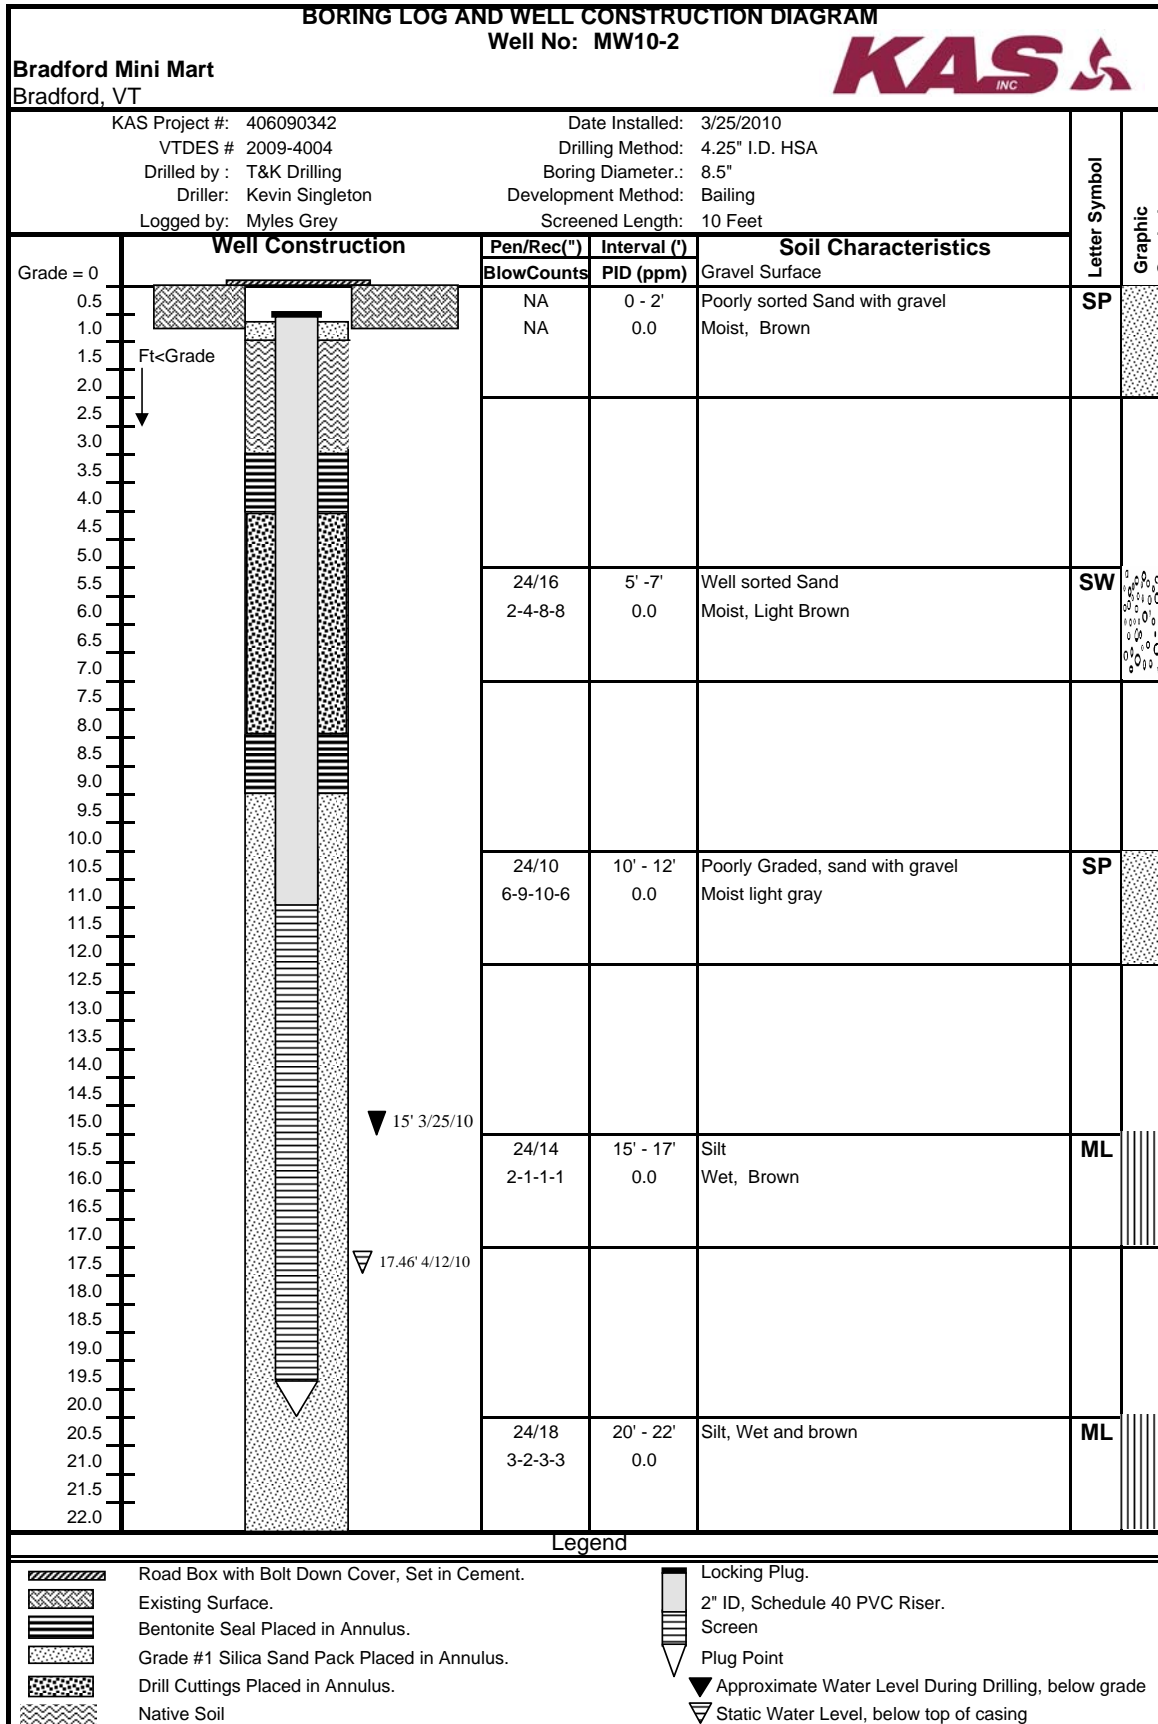 BORING LOG AND WELL CONSTRUCTION DIAGRAM
Well No: MW10-2
KAS INC
Bradford Mini Mart
Bradford, VT
KAS Project #: 406090342 Date Installed: 3/25/2010
VTDES # 2009-4004 Drilling Method: 4.25" I.D. HSA
Drilled by : T&K Drilling Boring Diameter.: 8.5"
Driller: Kevin Singleton Development Method: Bailing
Logged by: Myles Grey Screened Length: 10 Feet
Letter Symbol
Graphic
Well Construction Pen/Rec(") Interval (') Soil Characteristics
Grade = 0 BlowCounts PID (ppm) Gravel Surface
0.5 NA 0 - 2' Poorly sorted Sand with gravel SP
1.0 NA 0.0 Moist, Brown
1.5 Ft<Grade
2.0
2.5
3.0
3.5
4.0
4.5
5.0
5.5 24/16 5' -7' Well sorted Sand SW
6.0 2-4-8-8 0.0 Moist, Light Brown
6.5
7.0
7.5
8.0
8.5
9.0
9.5
10.0
10.5 24/10 10' - 12' Poorly Graded, sand with gravel SP
11.0 6-9-10-6 0.0 Moist light gray
11.5
12.0
12.5
13.0
13.5
14.0
14.5
15.0 15' 3/25/10
15.5 24/14 15' - 17' Silt ML
16.0 2-1-1-1 0.0 Wet, Brown
16.5
17.0
17.5 17.46' 4/12/10
18.0
18.5
19.0
19.5
20.0
20.5 24/18 20' - 22' Silt, Wet and brown ML
21.0 3-2-3-3 0.0
21.5
22.0
Legend
Road Box with Bolt Down Cover, Set in Cement. Locking Plug.
Existing Surface. 2" ID, Schedule 40 PVC Riser.
Bentonite Seal Placed in Annulus. Screen
Grade #1 Silica Sand Pack Placed in Annulus. Plug Point
Drill Cuttings Placed in Annulus. Approximate Water Level During Drilling, below grade
Native Soil Static Water Level, below top of casing